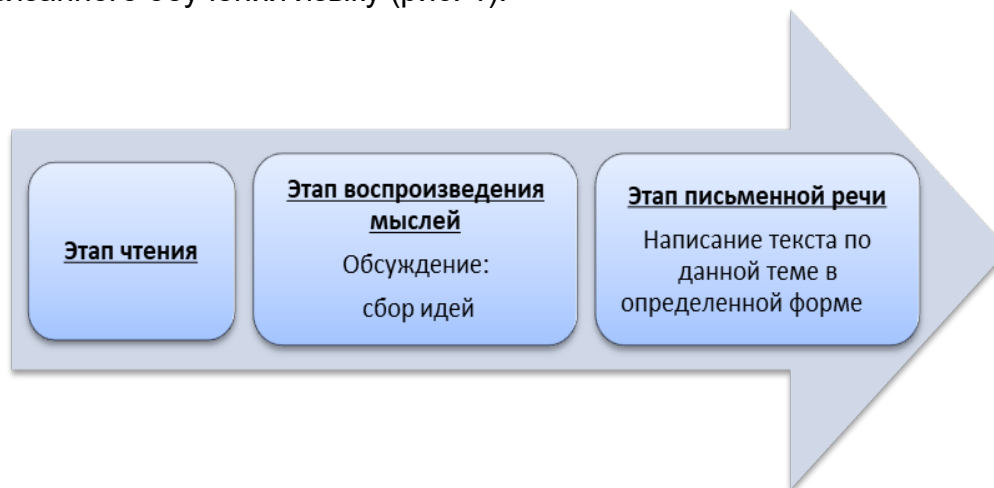 обучения языку (рис. 1).
Этап чтения
Этап воспроизведения
мыслей
Обсуждение:
сбор идей
Этап письменной речи
Написание текста по
данной теме в
определенной форме